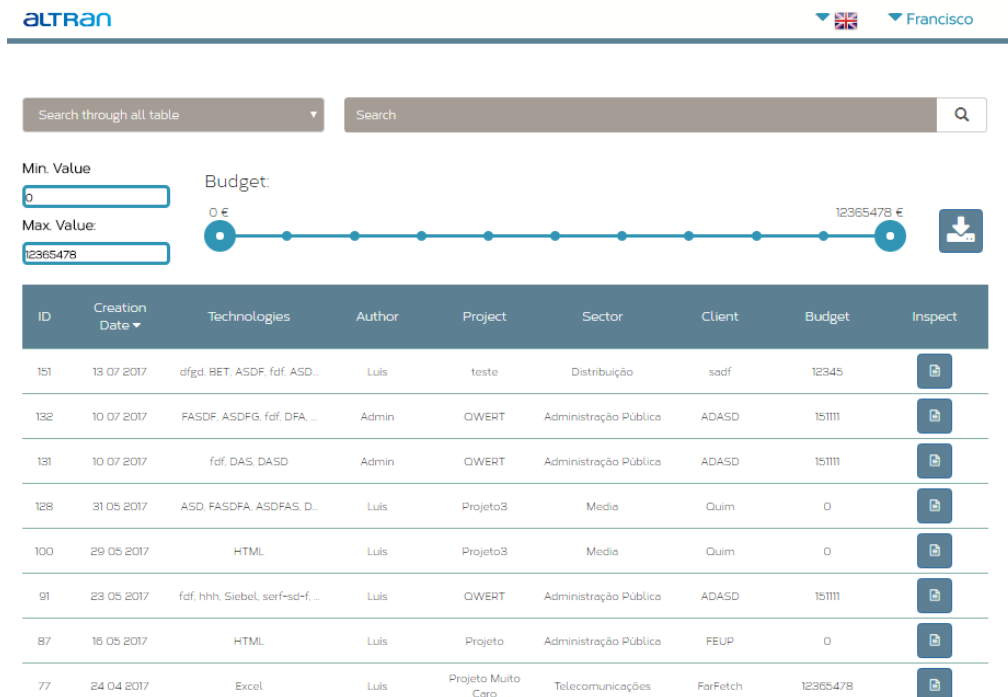 altran
Francisco
Search through all table
Search
Min. Value
0
Max. Value:
12365478
Budget:
0 €
12365478 €
ID Creation Date Technologies Author Project Sector Client Budget Inspect
151 13 07 2017 dfgd, BET, ASDF, fdf, ASD... Luis teste Distribuição sadf 12345
132 10 07 2017 FASDF, ASDFG, fdf, DFA, ... Admin QWERT Administração Pública ADASD 151111
131 10 07 2017 fdf, DAS, DASD Admin QWERT Administração Pública ADASD 151111
128 31 05 2017 ASD, FASDFA, ASDFAS, D... Luis Projeto3 Media Quim 0
100 29 05 2017 HTML Luis Projeto3 Media Quim 0
91 23 05 2017 fdf, hhh, Siebel, serf-sd-f, ... Luis QWERT Administração Pública ADASD 151111
87 16 05 2017 HTML Luis Projeto Administração Pública FEUP 0
77 24 04 2017 Excel Luis Projeto Muito Caro Telecomunicações FarFetch 12365478